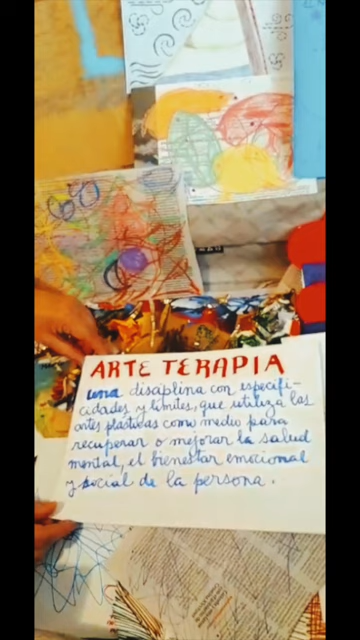 ARTE TERAPIA
una disciplina con especifi-
cidades y límites, que utiliza las
artes plásticas como medio para
recuperar o mejorar la salud
mental, el bienestar emocional
y social de la persona.